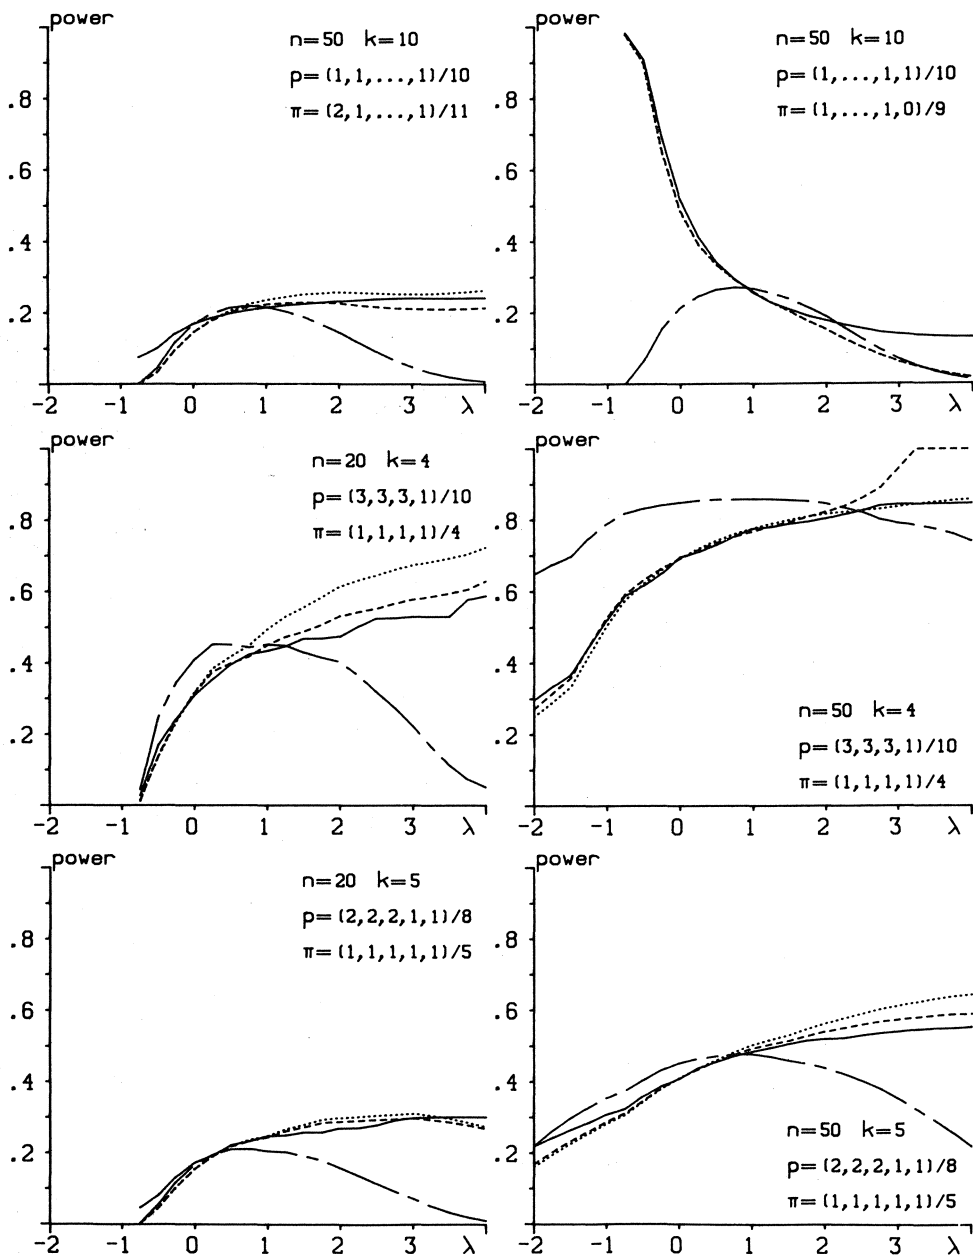 power
n=50 k=10
p=(1,1,...,1)/10
π=(2,1,...,1)/11
.8
.6
.4
.2
-2 -1 0 1 2 3 λ
power
n=50 k=10
p=(1,...,1,1)/10
π=(1,...,1,0)/9
.8
.6
.4
.2
-2 -1 0 1 2 3 λ
power
n=20 k=4
p=(3,3,3,1)/10
π=(1,1,1,1)/4
.8
.6
.4
.2
-2 -1 0 1 2 3 λ
power
.8
.6
.4
.2
n=50 k=4
p=(3,3,3,1)/10
π=(1,1,1,1)/4
-2 -1 0 1 2 3 λ
power
n=20 k=5
p=(2,2,2,1,1)/8
π=(1,1,1,1,1)/5
.8
.6
.4
.2
-2 -1 0 1 2 3 λ
power
.8
.6
.4
.2
n=50 k=5
p=(2,2,2,1,1)/8
π=(1,1,1,1,1)/5
-2 -1 0 1 2 3 λ